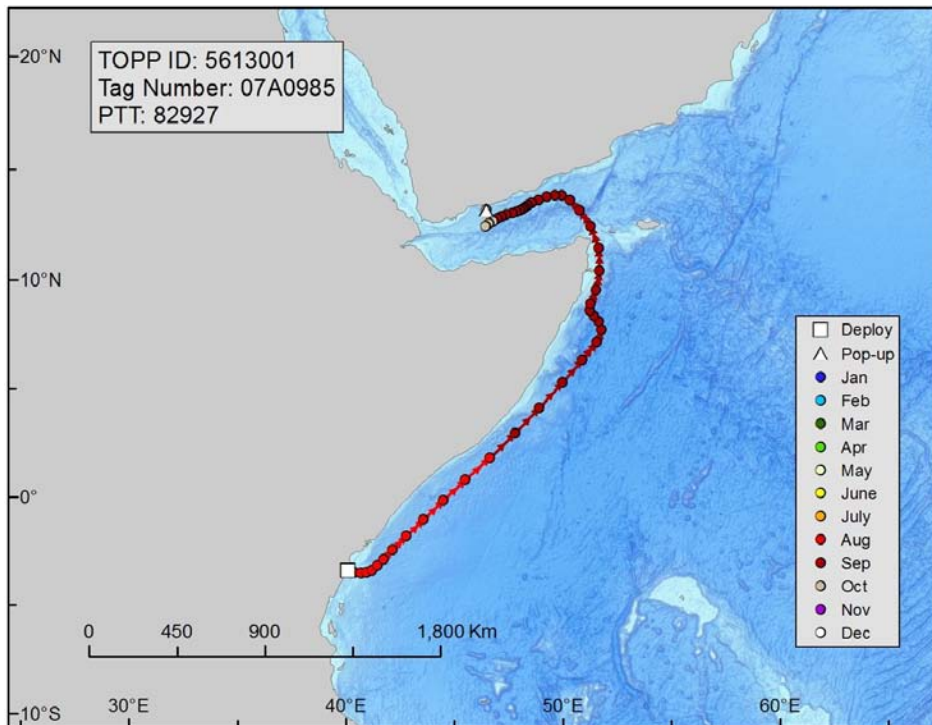 20°N
TOPP ID: 5613001
Tag Number: 07A0985
PTT: 82927
10°N
Deploy
Pop-up
Jan
Feb
Mar
Apr
May
June
July
Aug
Sep
Oct
Nov
Dec
0°
0 450 900 1,800 Km
10°S
30°E 40°E 50°E 60°E